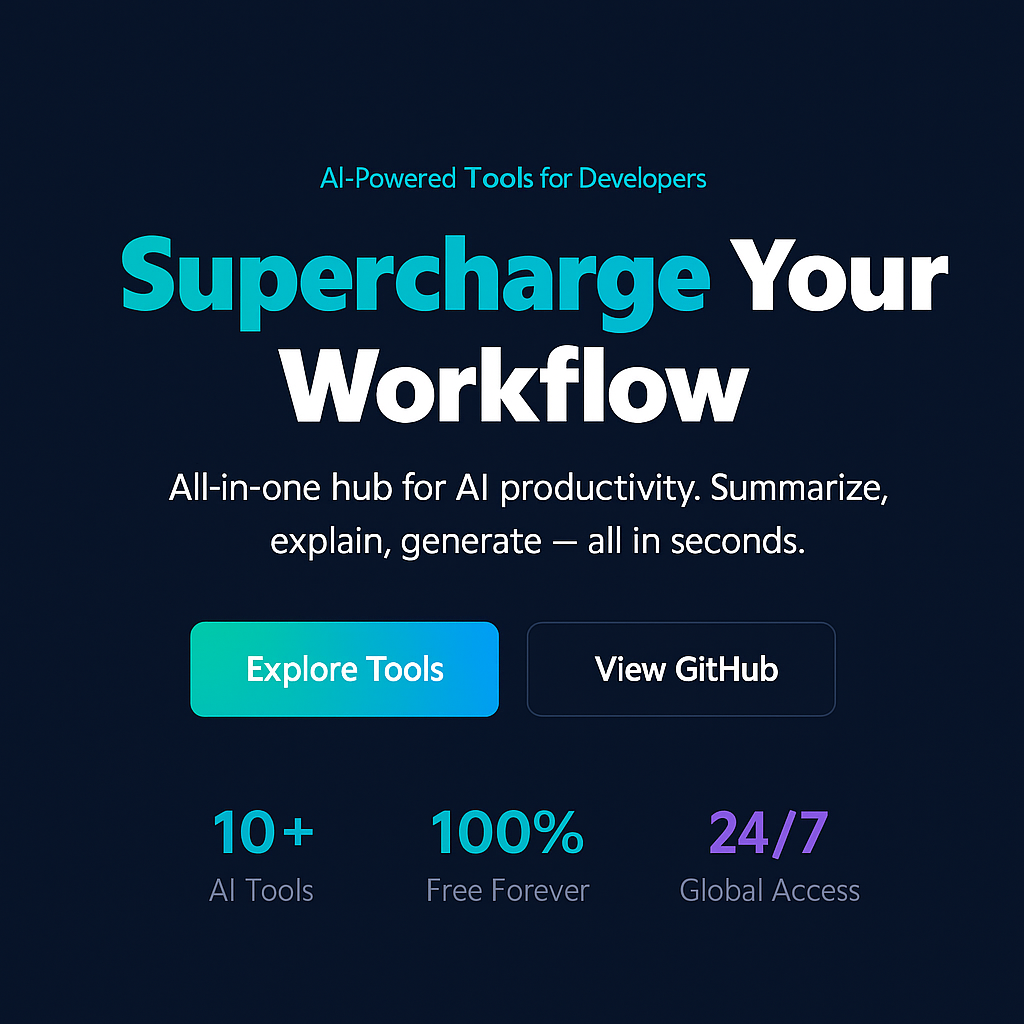 AI-Powered Tools for Developers
Supercharge Your
Workflow
All-in-one hub for AI productivity. Summarize,
explain, generate — all in seconds.
Explore Tools
View GitHub
10+
AI Tools
100%
Free Forever
24/7
Global Access